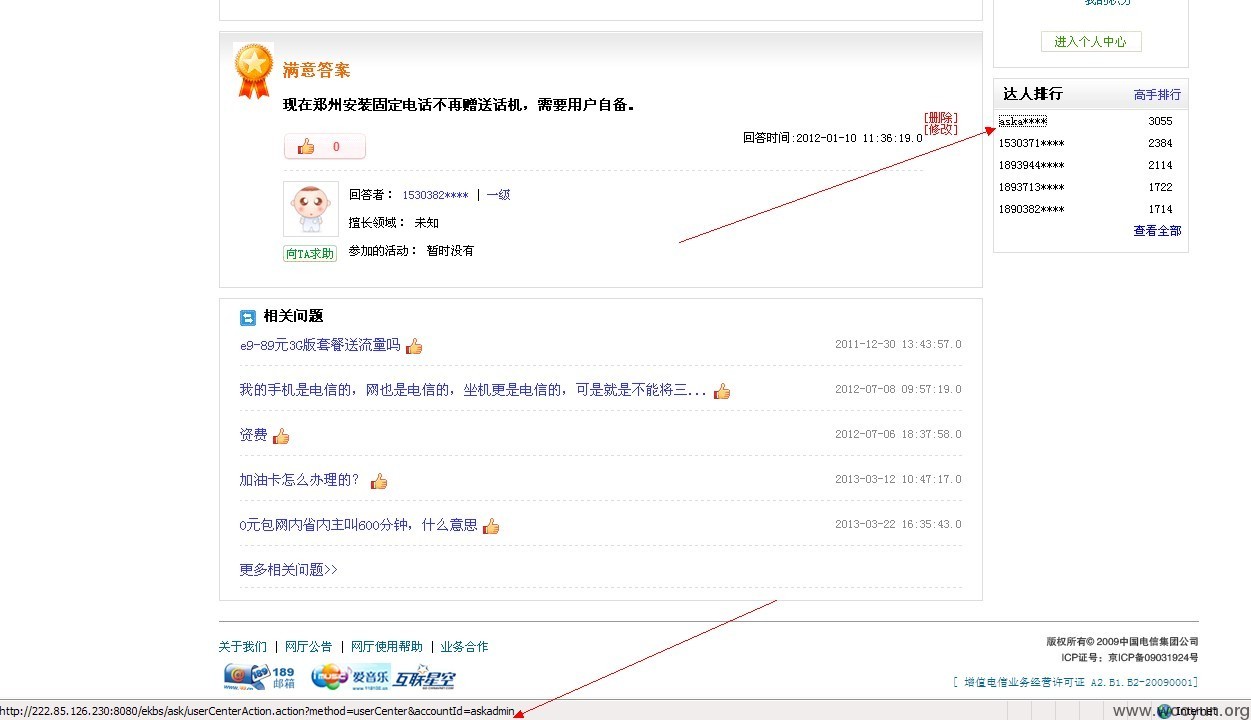 我的积分
进入个人中心
满意答案
现在郑州安装固定电话不再赠送话机，需要用户自备。
[删除]
[修改]
回答时间:2012-01-10 11:36:19.0
0
回答者： 1530382**** | 一级
擅长领域： 未知
向TA求助
参加的活动： 暂时没有
达人排行 高手排行
aska**** 3055
1530371**** 2384
1893944**** 2114
1893713**** 1722
1890382**** 1714
查看全部
相关问题
e9-89元3G版套餐送流量吗 2011-12-30 13:43:57.0
我的手机是电信的，网也是电信的，坐机更是电信的，可是就是不能将三... 2012-07-08 09:57:19.0
资费 2012-07-06 18:37:58.0
加油卡怎么办理的？ 2013-03-12 10:47:17.0
0元包网内省内主叫600分钟，什么意思 2013-03-22 16:35:43.0
更多相关问题>>
关于我们 | 网厅公告 | 网厅使用帮助 | 业务合作
189
邮箱
爱音乐
互联星空
版权所有© 2009中国电信集团公司
ICP证号：京ICP备09031924号
[ 增值电信业务经营许可证 A2.B1.B2-20090001]
http://222.85.126.230:8080/ekbs/ask/userCenterAction.action?method=userCenter&accountId=askadmin
Internet
www.wooyun.org